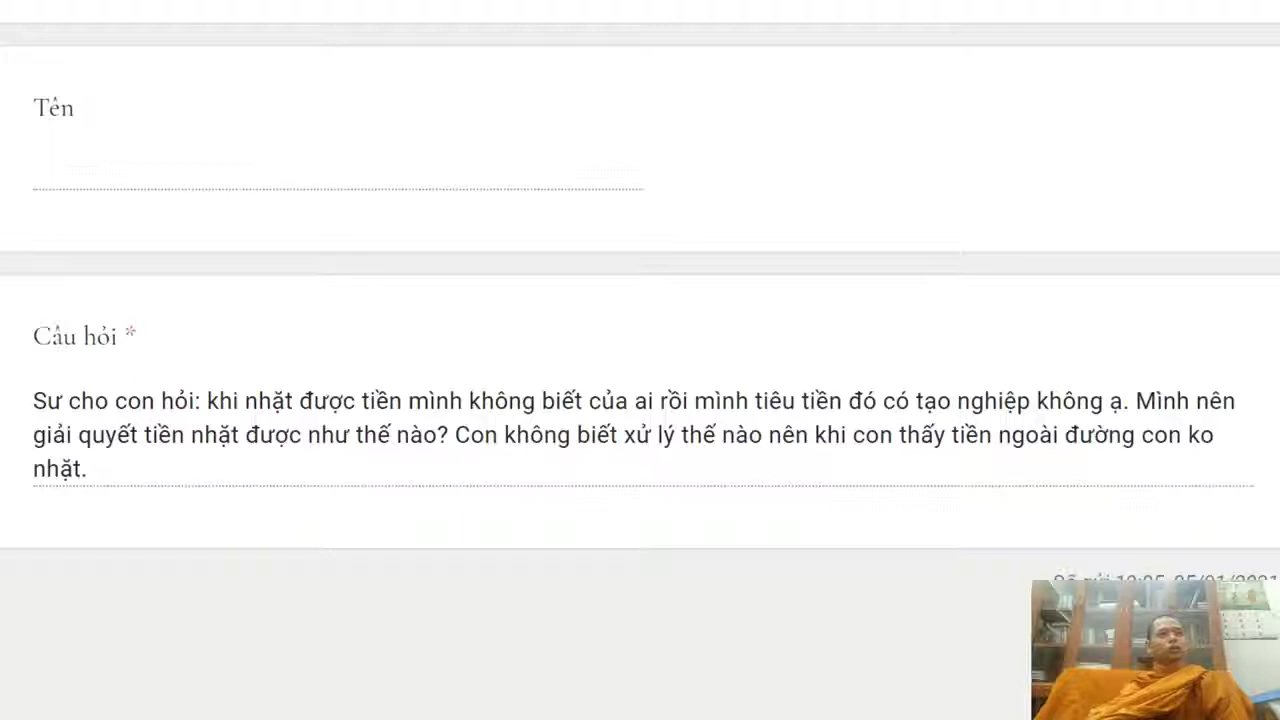 Tên
Câu hỏi *
Sư cho con hỏi: khi nhặt được tiền mình không biết của ai rồi mình tiêu tiền đó có tạo nghiệp không ạ. Mình nên
giải quyết tiền nhặt được như thế nào? Con không biết xử lý thế nào nên khi con thấy tiền ngoài đường con ko
nhặt.